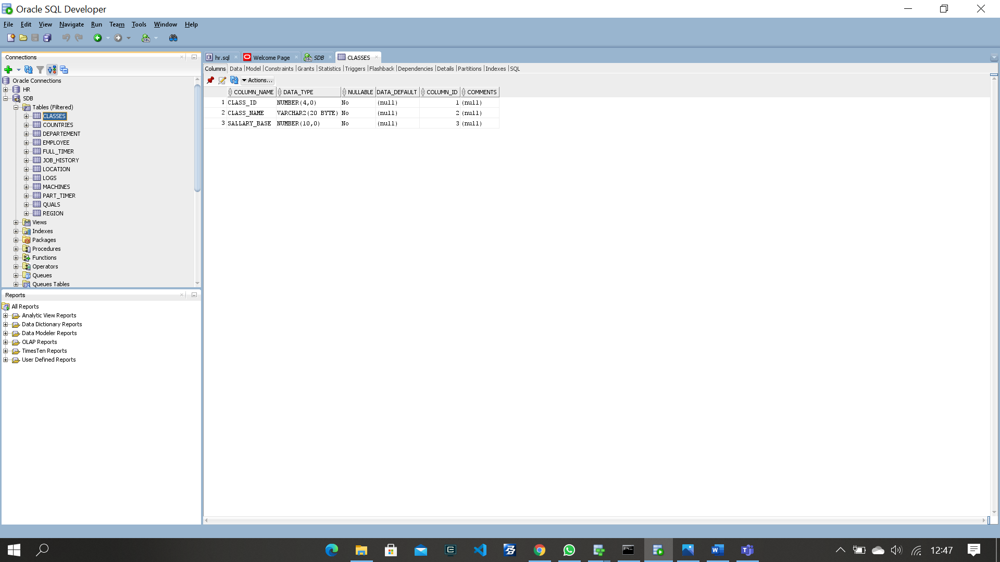 Oracle SQL Developer
File Edit View Navigate Run Team Tools Window Help
Connections
Oracle Connections
HR
SDB
Tables (Filtered)
CLASSES
COUNTRIES
DEPARTEMENT
EMPLOYEE
FULL_TIMER
JOB_HISTORY
LOCATION
LOGS
MACHINES
PART_TIMER
QUALS
REGION
Views
Indexes
Packages
Procedures
Functions
Operators
Queues
Queues Tables
Reports
All Reports
Analytic View Reports
Data Dictionary Reports
Data Modeler Reports
OLAP Reports
TimesTen Reports
User Defined Reports
hr.sql Welcome Page SDB CLASSES
Columns Data Model Constraints Grants Statistics Triggers Flashback Dependencies Details Partitions Indexes SQL
Actions...
COLUMN_NAME DATA_TYPE NULLABLE DATA_DEFAULT COLUMN_ID COMMENTS
1 CLASS_ID NUMBER(4,0) No (null) 1 (null)
2 CLASS_NAME VARCHAR2(20 BYTE) No (null) 2 (null)
3 SALLARY_BASE NUMBER(10,0) No (null) 3 (null)
12:47